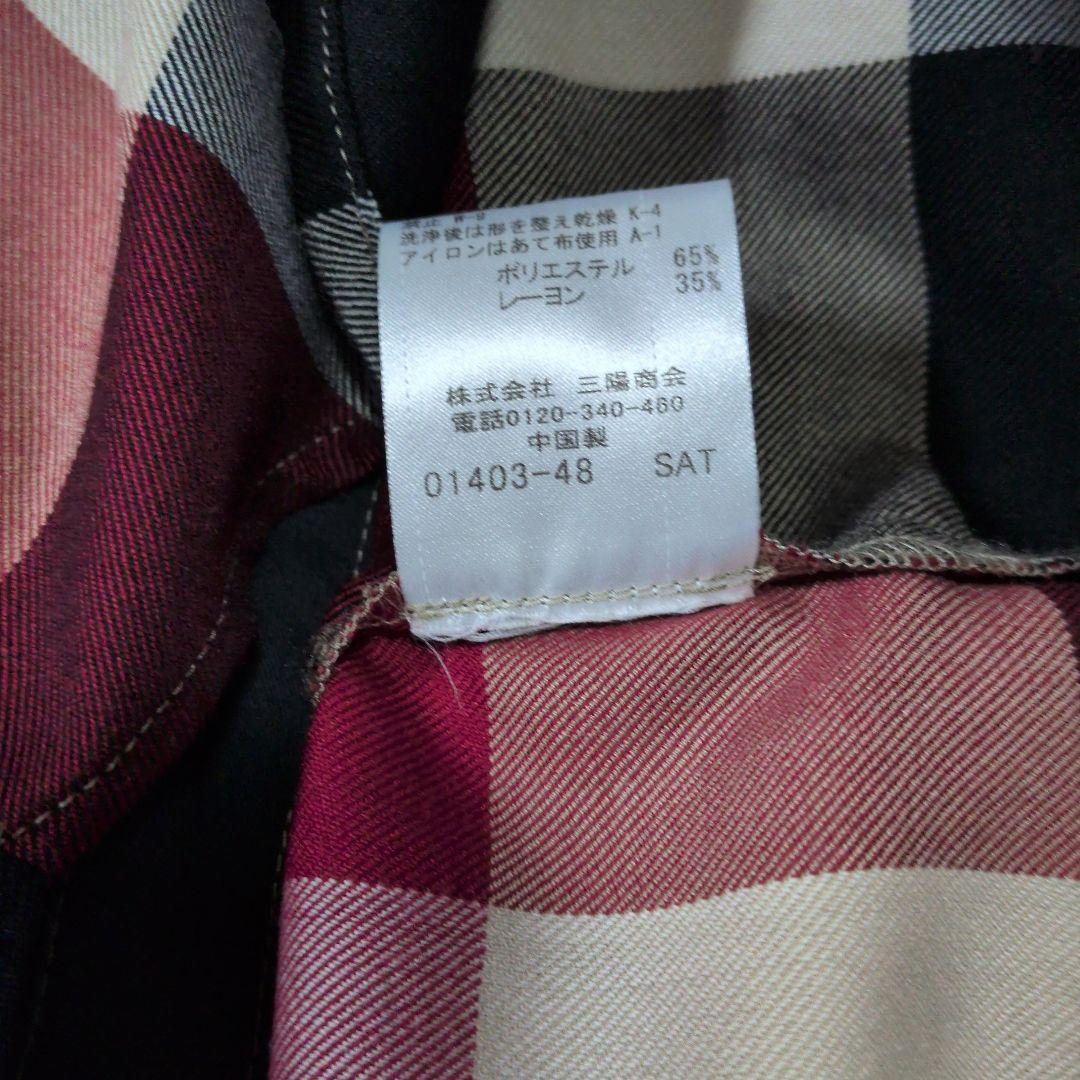 W-9
洗浄後は形を整え乾燥 K-4
アイロンはあて布使用 A-1
ポリエステル 65%
レーヨン 35%
株式会社 三陽商会
電話0120-340-460
中国製
01403-48 SAT